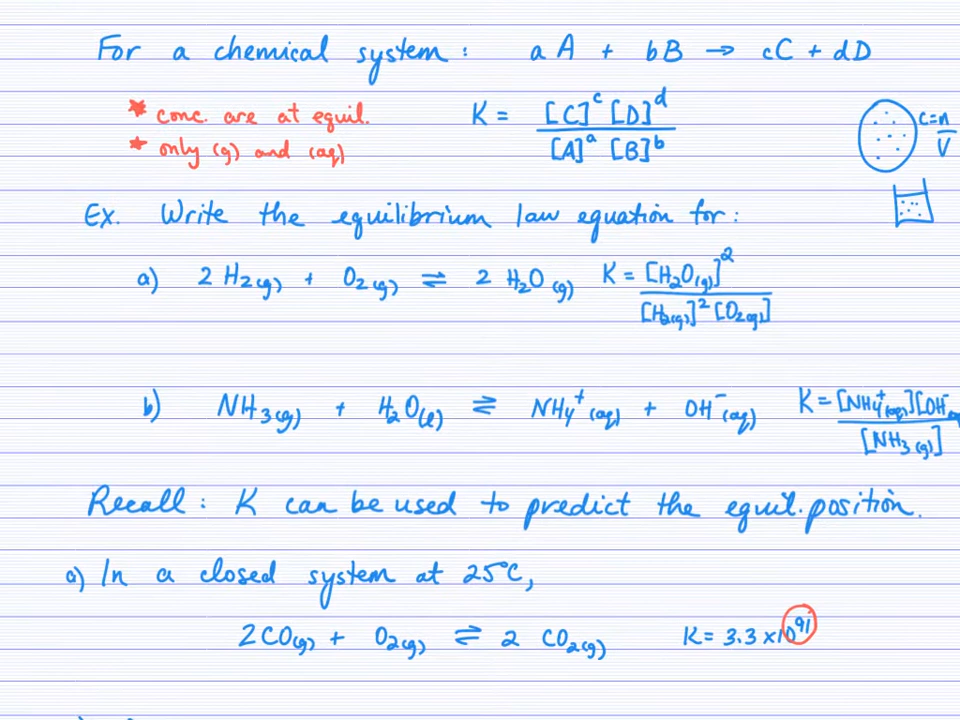 For a chemical system : aA + bB → cC + dD
* conc. are at equil. K = [C]^c [D]^d / [A]^a [B]^b
* only (g) and (aq)
c = n/V
Ex. Write the equilibrium law equation for:
a) 2 H₂(g) + O₂(g) ⇌ 2 H₂O(g) K = [H₂O(g)]² / [H₂(g)]² [O₂(g)]
b) NH₃(g) + H₂O(l) ⇌ NH₄⁺(aq) + OH⁻(aq) K = [NH₄⁺(aq)][OH⁻ / [NH₃(g)]
Recall : K can be used to predict the equil. position.
a) In a closed system at 25°C,
2CO(g) + O₂(g) ⇌ 2 CO₂(g) K = 3.3 x10⁹¹